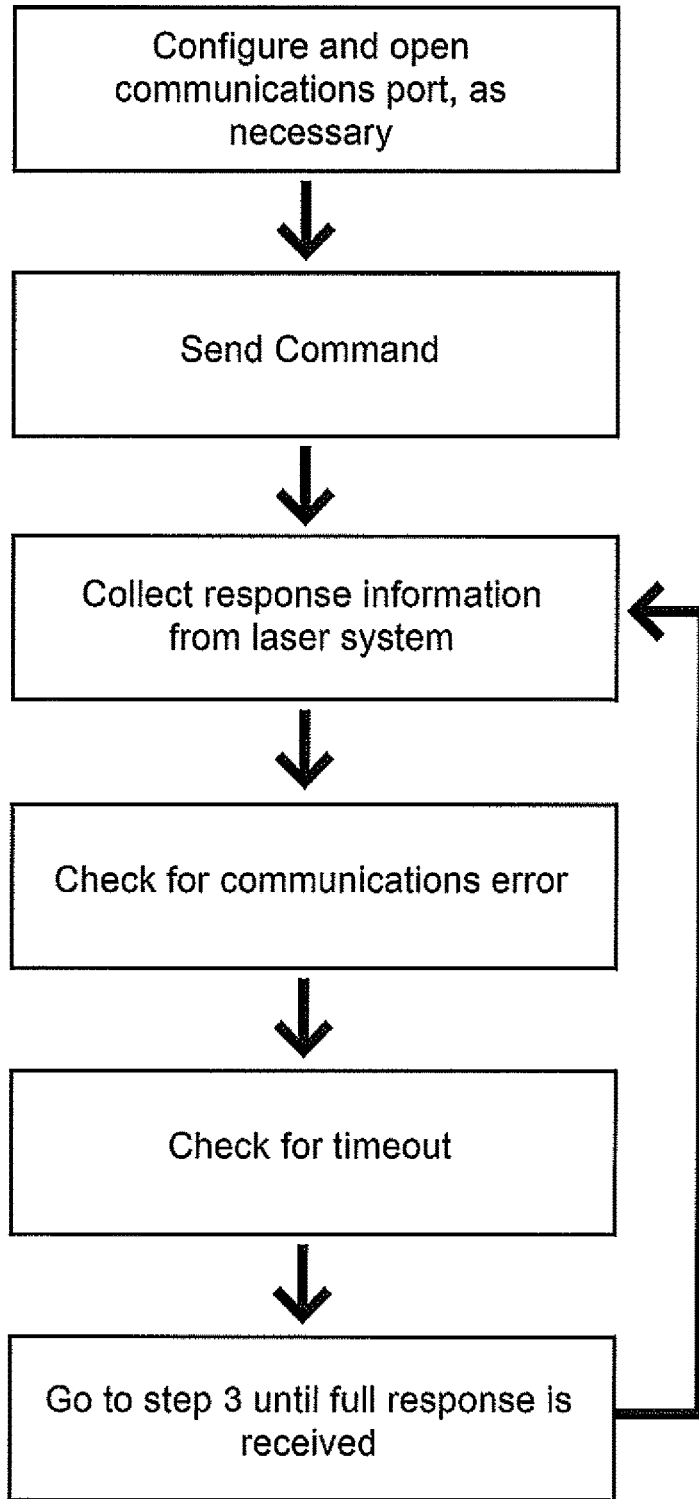 Configure and open
communications port, as
necessary
Send Command
Collect response information
from laser system
Check for communications error
Check for timeout
Go to step 3 until full response is
received